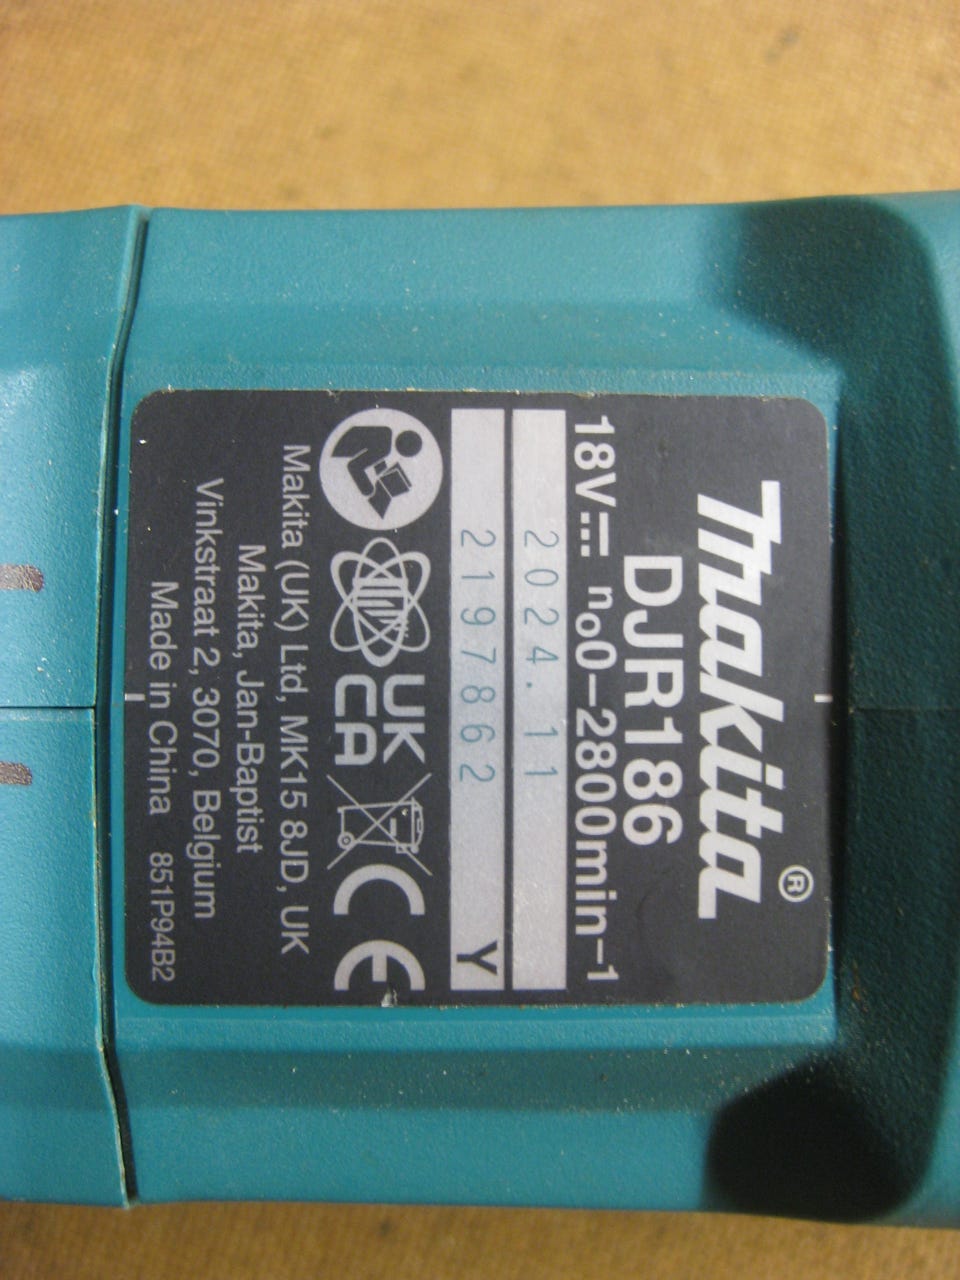 Makita®
DJR186
18V⎓ n₀0–2800min–1
2024.11
2197862 Y
UK
CA
CE
Makita (UK) Ltd, MK15 8JD, UK
Makita, Jan-Baptist
Vinkstraat 2, 3070, Belgium
Made in China 851P94B2